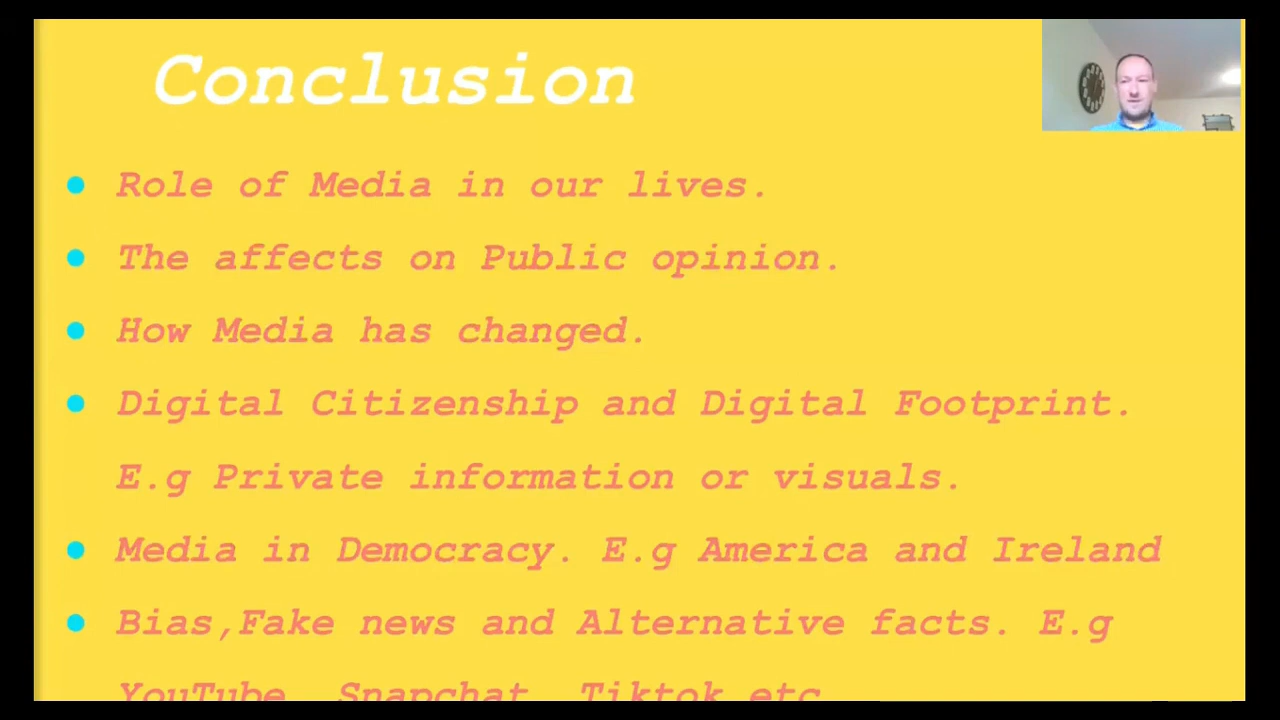 Conclusion
Role of Media in our lives.
The affects on Public opinion.
How Media has changed.
Digital Citizenship and Digital Footprint.
E.g Private information or visuals.
Media in Democracy. E.g America and Ireland
Bias,Fake news and Alternative facts. E.g
YouTube, Snapchat, Tiktok etc